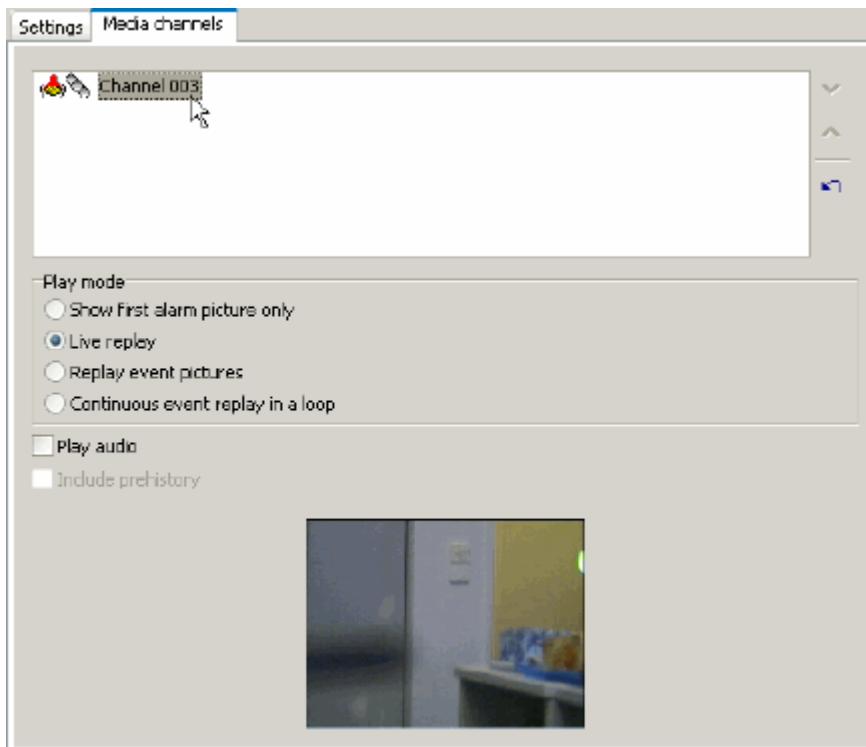 Settings
Media channels
Channel 003
Play mode
Show first alarm picture only
Live replay
Replay event pictures
Continuous event replay in a loop
Play audio
Include prehistory